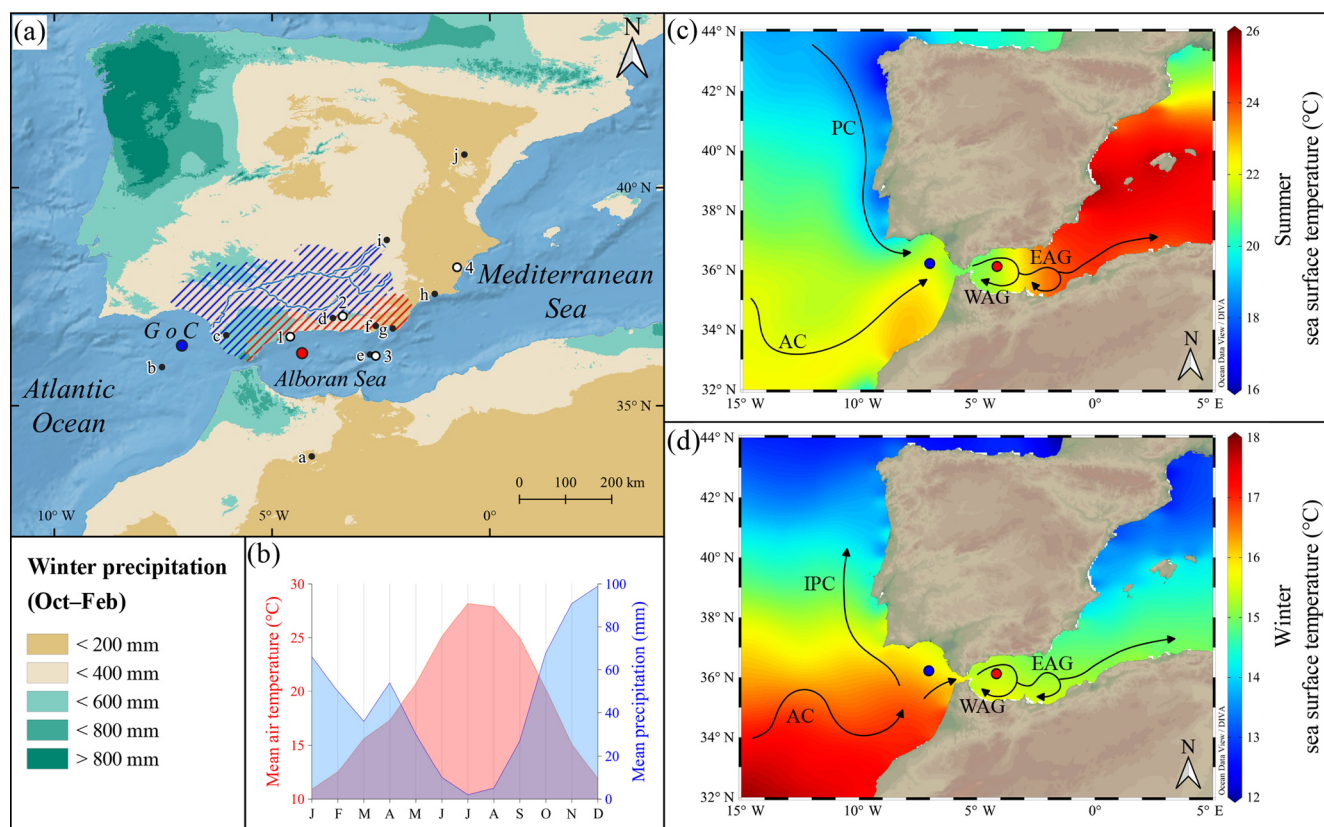 (a)
N
j
40° N
i
4
Mediterranean
Sea
h
2
d
G o C
c
1
f
g
b
e
3
Alboran Sea
Atlantic
Ocean
35° N
a
0 100 200 km
10° W
5° W
0°
Winter precipitation
(Oct–Feb)
< 200 mm
< 400 mm
< 600 mm
< 800 mm
> 800 mm
(b)
Mean air temperature (°C)
30
25
20
15
10
Mean precipitation (mm)
100
80
60
40
20
0
J F M A M J J A S O N D
(c)
44° N
42° N
40° N
38° N
36° N
34° N
32° N
15° W
10° W
5° W
0°
5° E
PC
AC
WAG
EAG
N
Ocean Data View / DIVA
26
24
22
20
18
16
Summer
sea surface temperature (°C)
(d)
44° N
42° N
40° N
38° N
36° N
34° N
32° N
15° W
10° W
5° W
0°
5° E
IPC
AC
WAG
EAG
N
Ocean Data View / DIVA
18
17
16
15
14
13
12
Winter
sea surface temperature (°C)